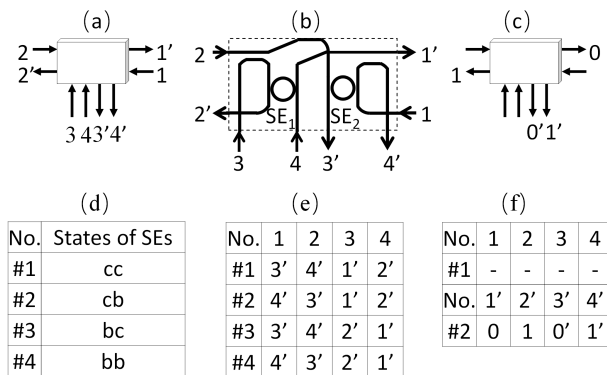 (a) (b) (c)
2 1′
2′ 1
3 4 3′ 4′
2 1′
2′ SE1 SE2 1
3 4 3′ 4′
0
1
0′ 1′
(d) (e) (f)
No. States of SEs
#1 cc
#2 cb
#3 bc
#4 bb
No. 1 2 3 4
#1 3′ 4′ 1′ 2′
#2 4′ 3′ 1′ 2′
#3 3′ 4′ 2′ 1′
#4 4′ 3′ 2′ 1′
No. 1 2 3 4
#1 - - - -
No. 1′ 2′ 3′ 4′
#2 0 1 0′ 1′